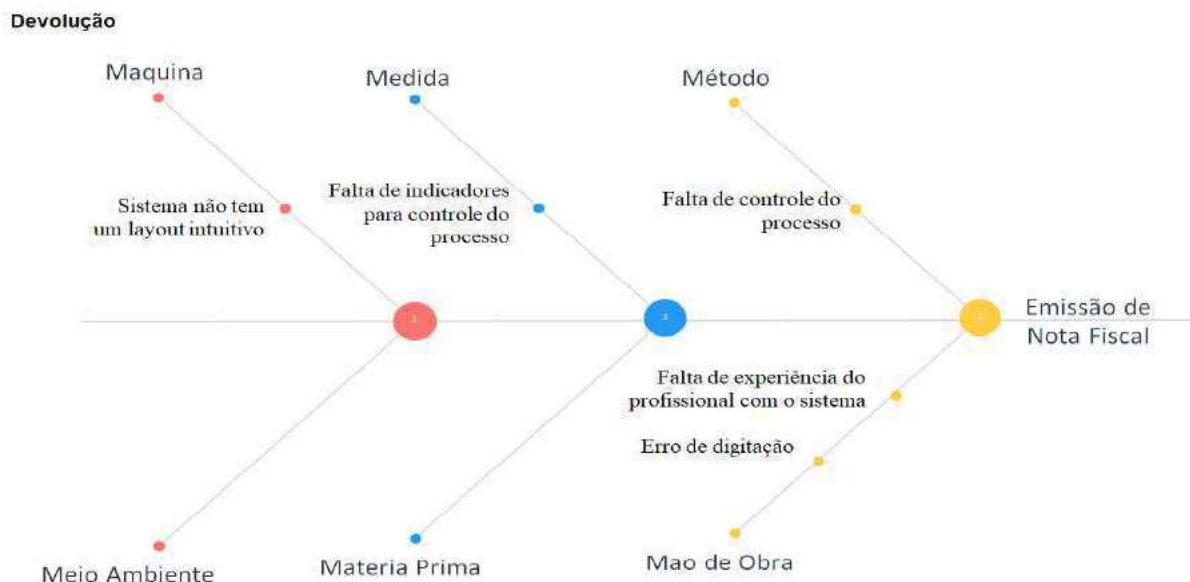 Devolução
Maquina
Medida
Método
Sistema não tem
um layout intuitivo
Falta de indicadores
para controle do
processo
Falta de controle do
processo
Emissão de
Nota Fiscal
Falta de experiência do
profissional com o sistema
Erro de digitação
Meio Ambiente
Materia Prima
Mao de Obra